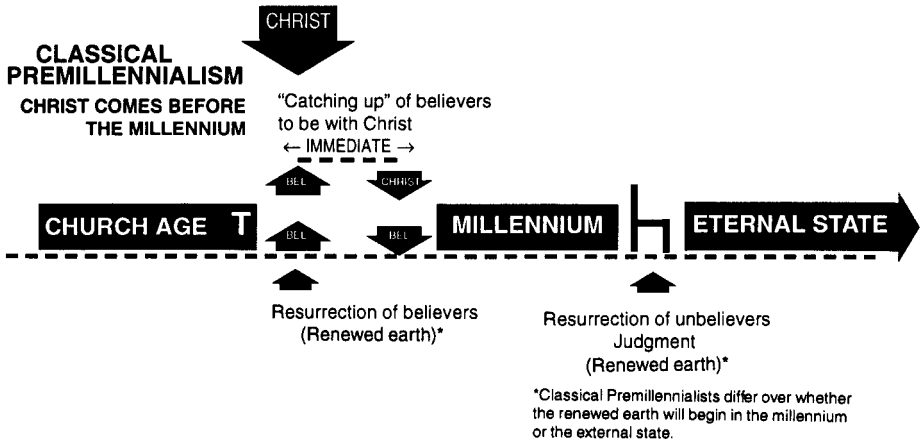 CHRIST
CLASSICAL
PREMILLENNIALISM
CHRIST COMES BEFORE
THE MILLENNIUM
“Catching up” of believers
to be with Christ
← IMMEDIATE →
BEL
CHRIST
CHURCH AGE T
BEL
BEL
MILLENNIUM
ETERNAL STATE
Resurrection of believers
(Renewed earth)*
Resurrection of unbelievers
Judgment
(Renewed earth)*
*Classical Premillennialists differ over whether
the renewed earth will begin in the millennium
or the external state.